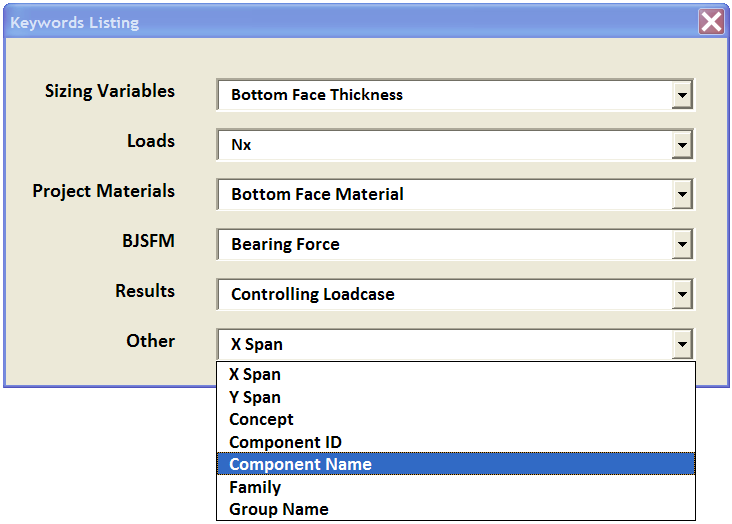 Keywords Listing
Sizing Variables Bottom Face Thickness
Loads Nx
Project Materials Bottom Face Material
BJSFM Bearing Force
Results Controlling Loadcase
Other X Span
X Span
Y Span
Concept
Component ID
Component Name
Family
Group Name